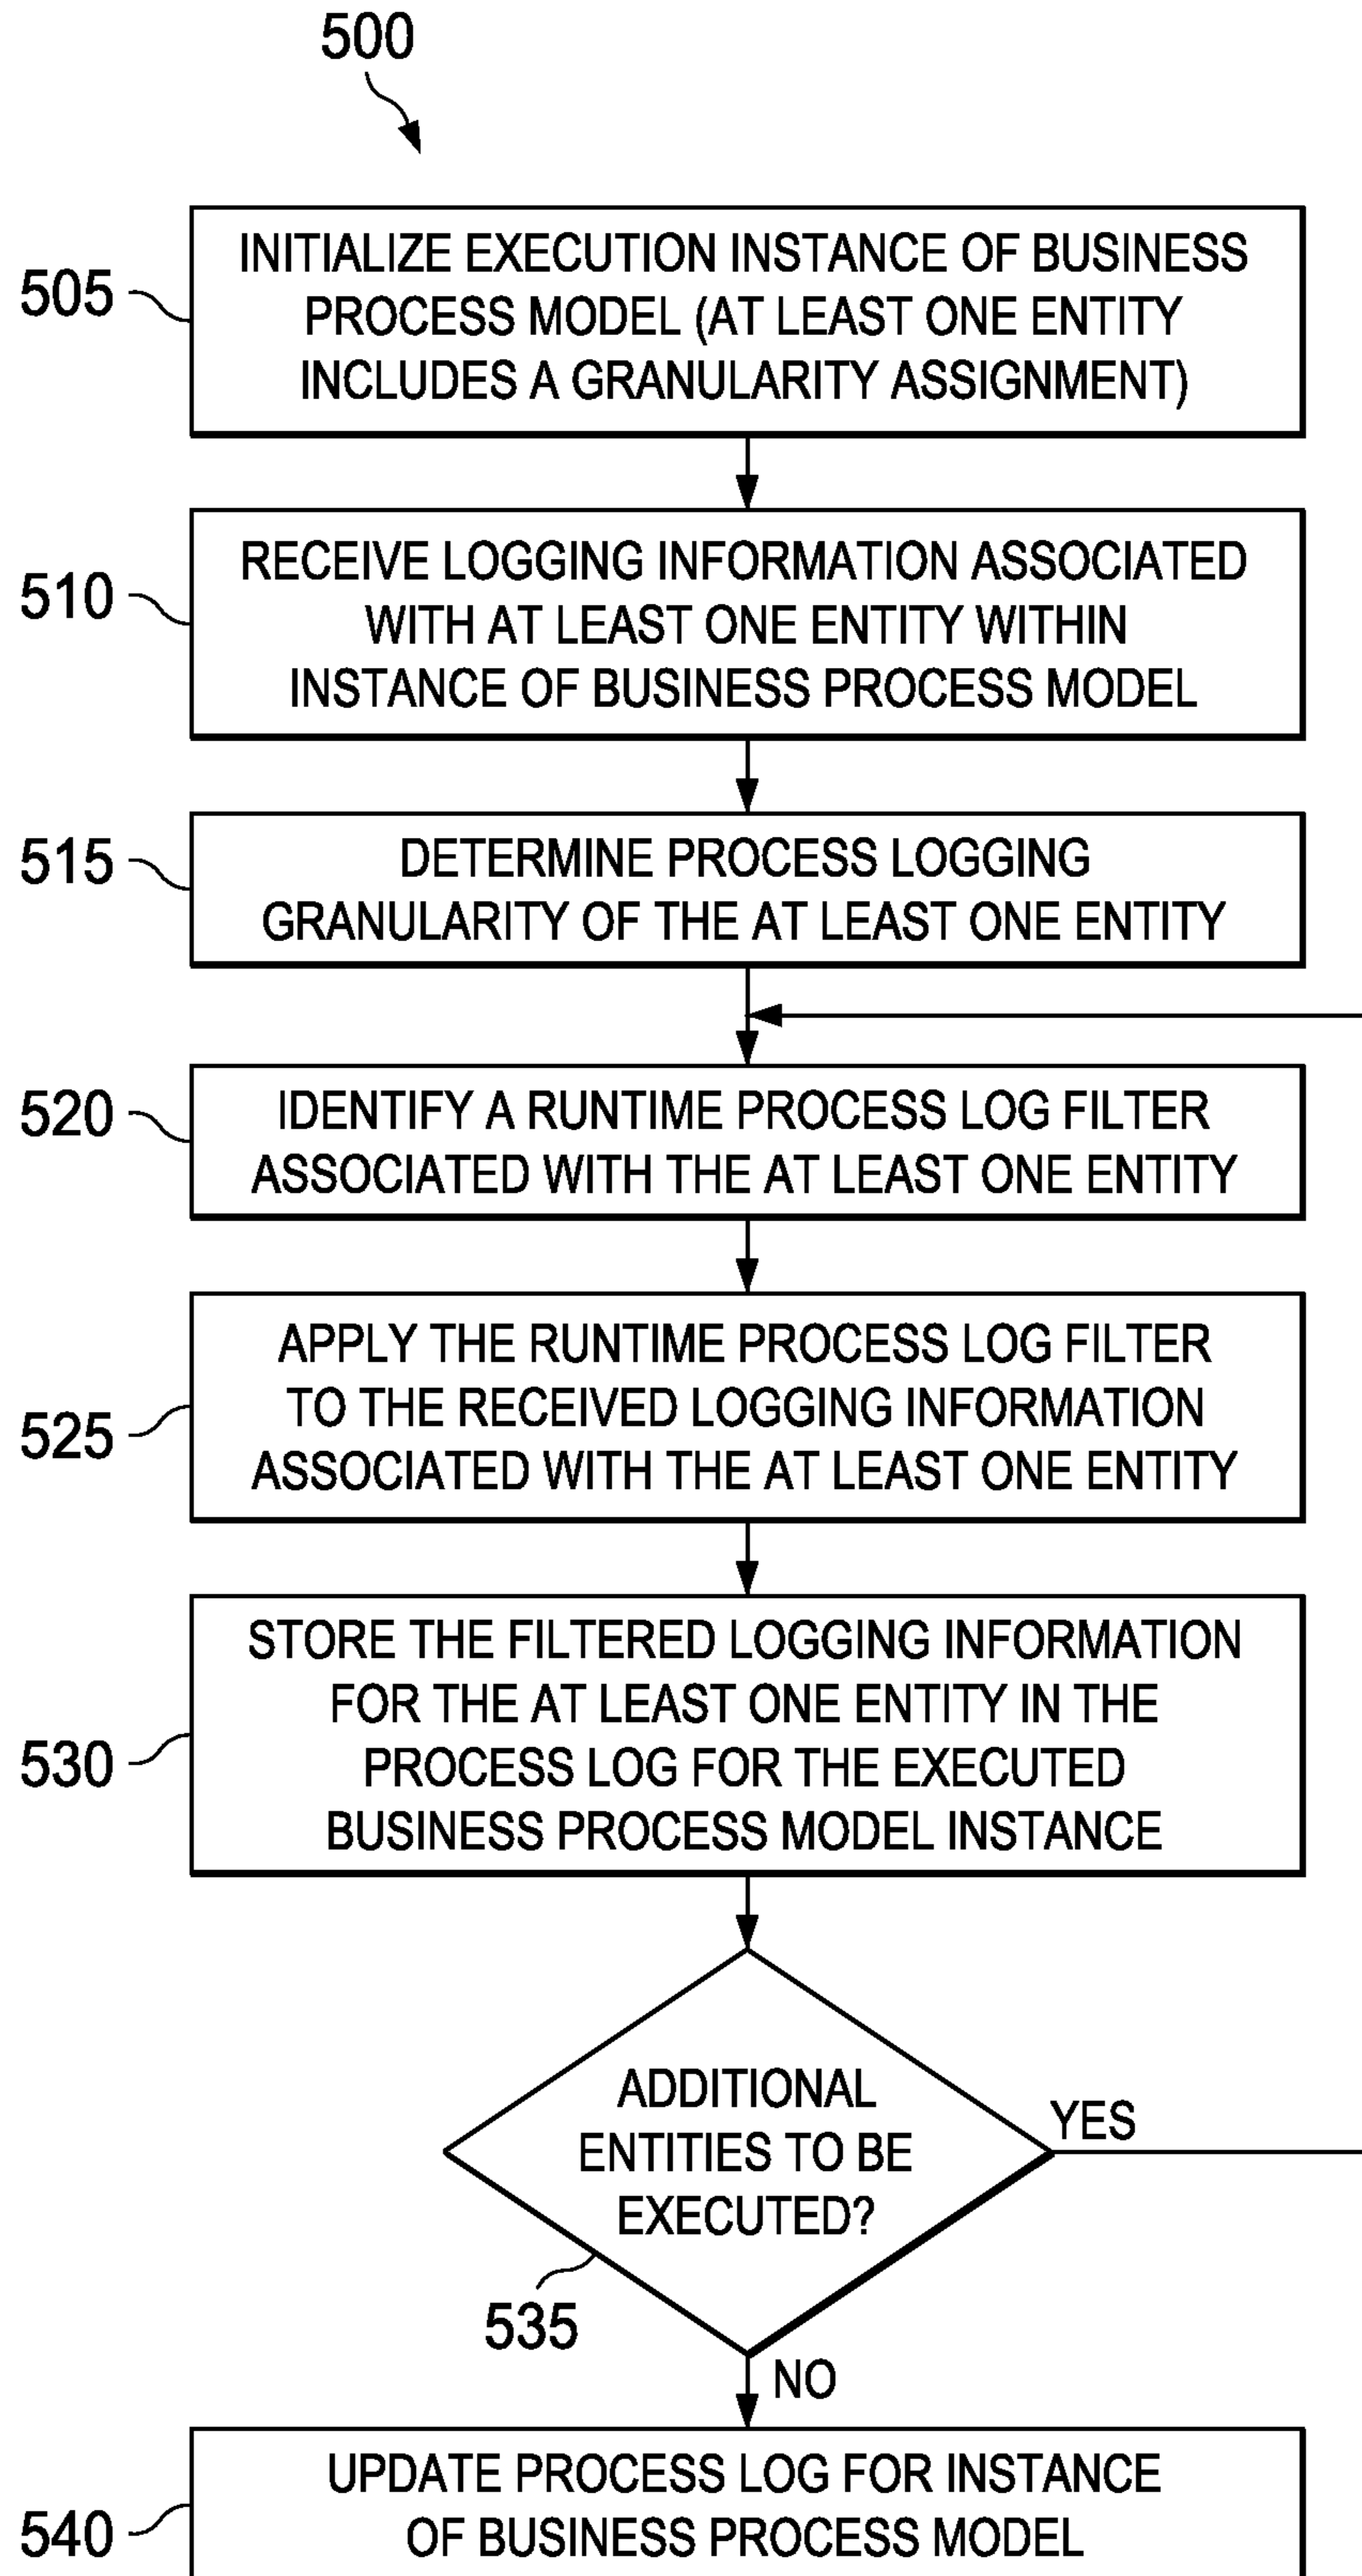 500
505
INITIALIZE EXECUTION INSTANCE OF BUSINESS
PROCESS MODEL (AT LEAST ONE ENTITY
INCLUDES A GRANULARITY ASSIGNMENT)
510
RECEIVE LOGGING INFORMATION ASSOCIATED
WITH AT LEAST ONE ENTITY WITHIN
INSTANCE OF BUSINESS PROCESS MODEL
515
DETERMINE PROCESS LOGGING
GRANULARITY OF THE AT LEAST ONE ENTITY
520
IDENTIFY A RUNTIME PROCESS LOG FILTER
ASSOCIATED WITH THE AT LEAST ONE ENTITY
525
APPLY THE RUNTIME PROCESS LOG FILTER
TO THE RECEIVED LOGGING INFORMATION
ASSOCIATED WITH THE AT LEAST ONE ENTITY
530
STORE THE FILTERED LOGGING INFORMATION
FOR THE AT LEAST ONE ENTITY IN THE
PROCESS LOG FOR THE EXECUTED
BUSINESS PROCESS MODEL INSTANCE
ADDITIONAL
ENTITIES TO BE
EXECUTED?
YES
535
NO
540
UPDATE PROCESS LOG FOR INSTANCE
OF BUSINESS PROCESS MODEL